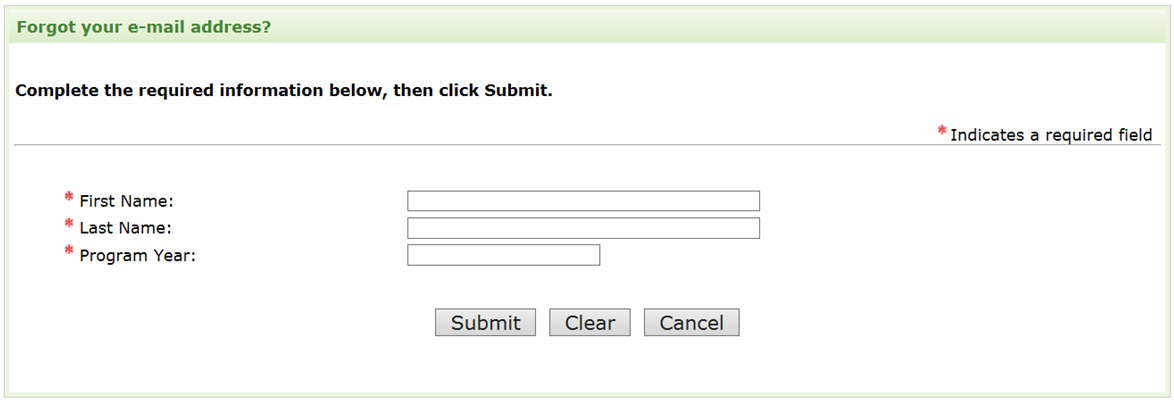 Forgot your e-mail address?
Complete the required information below, then click Submit.
* Indicates a required field
* First Name:
* Last Name:
* Program Year:
Submit Clear Cancel